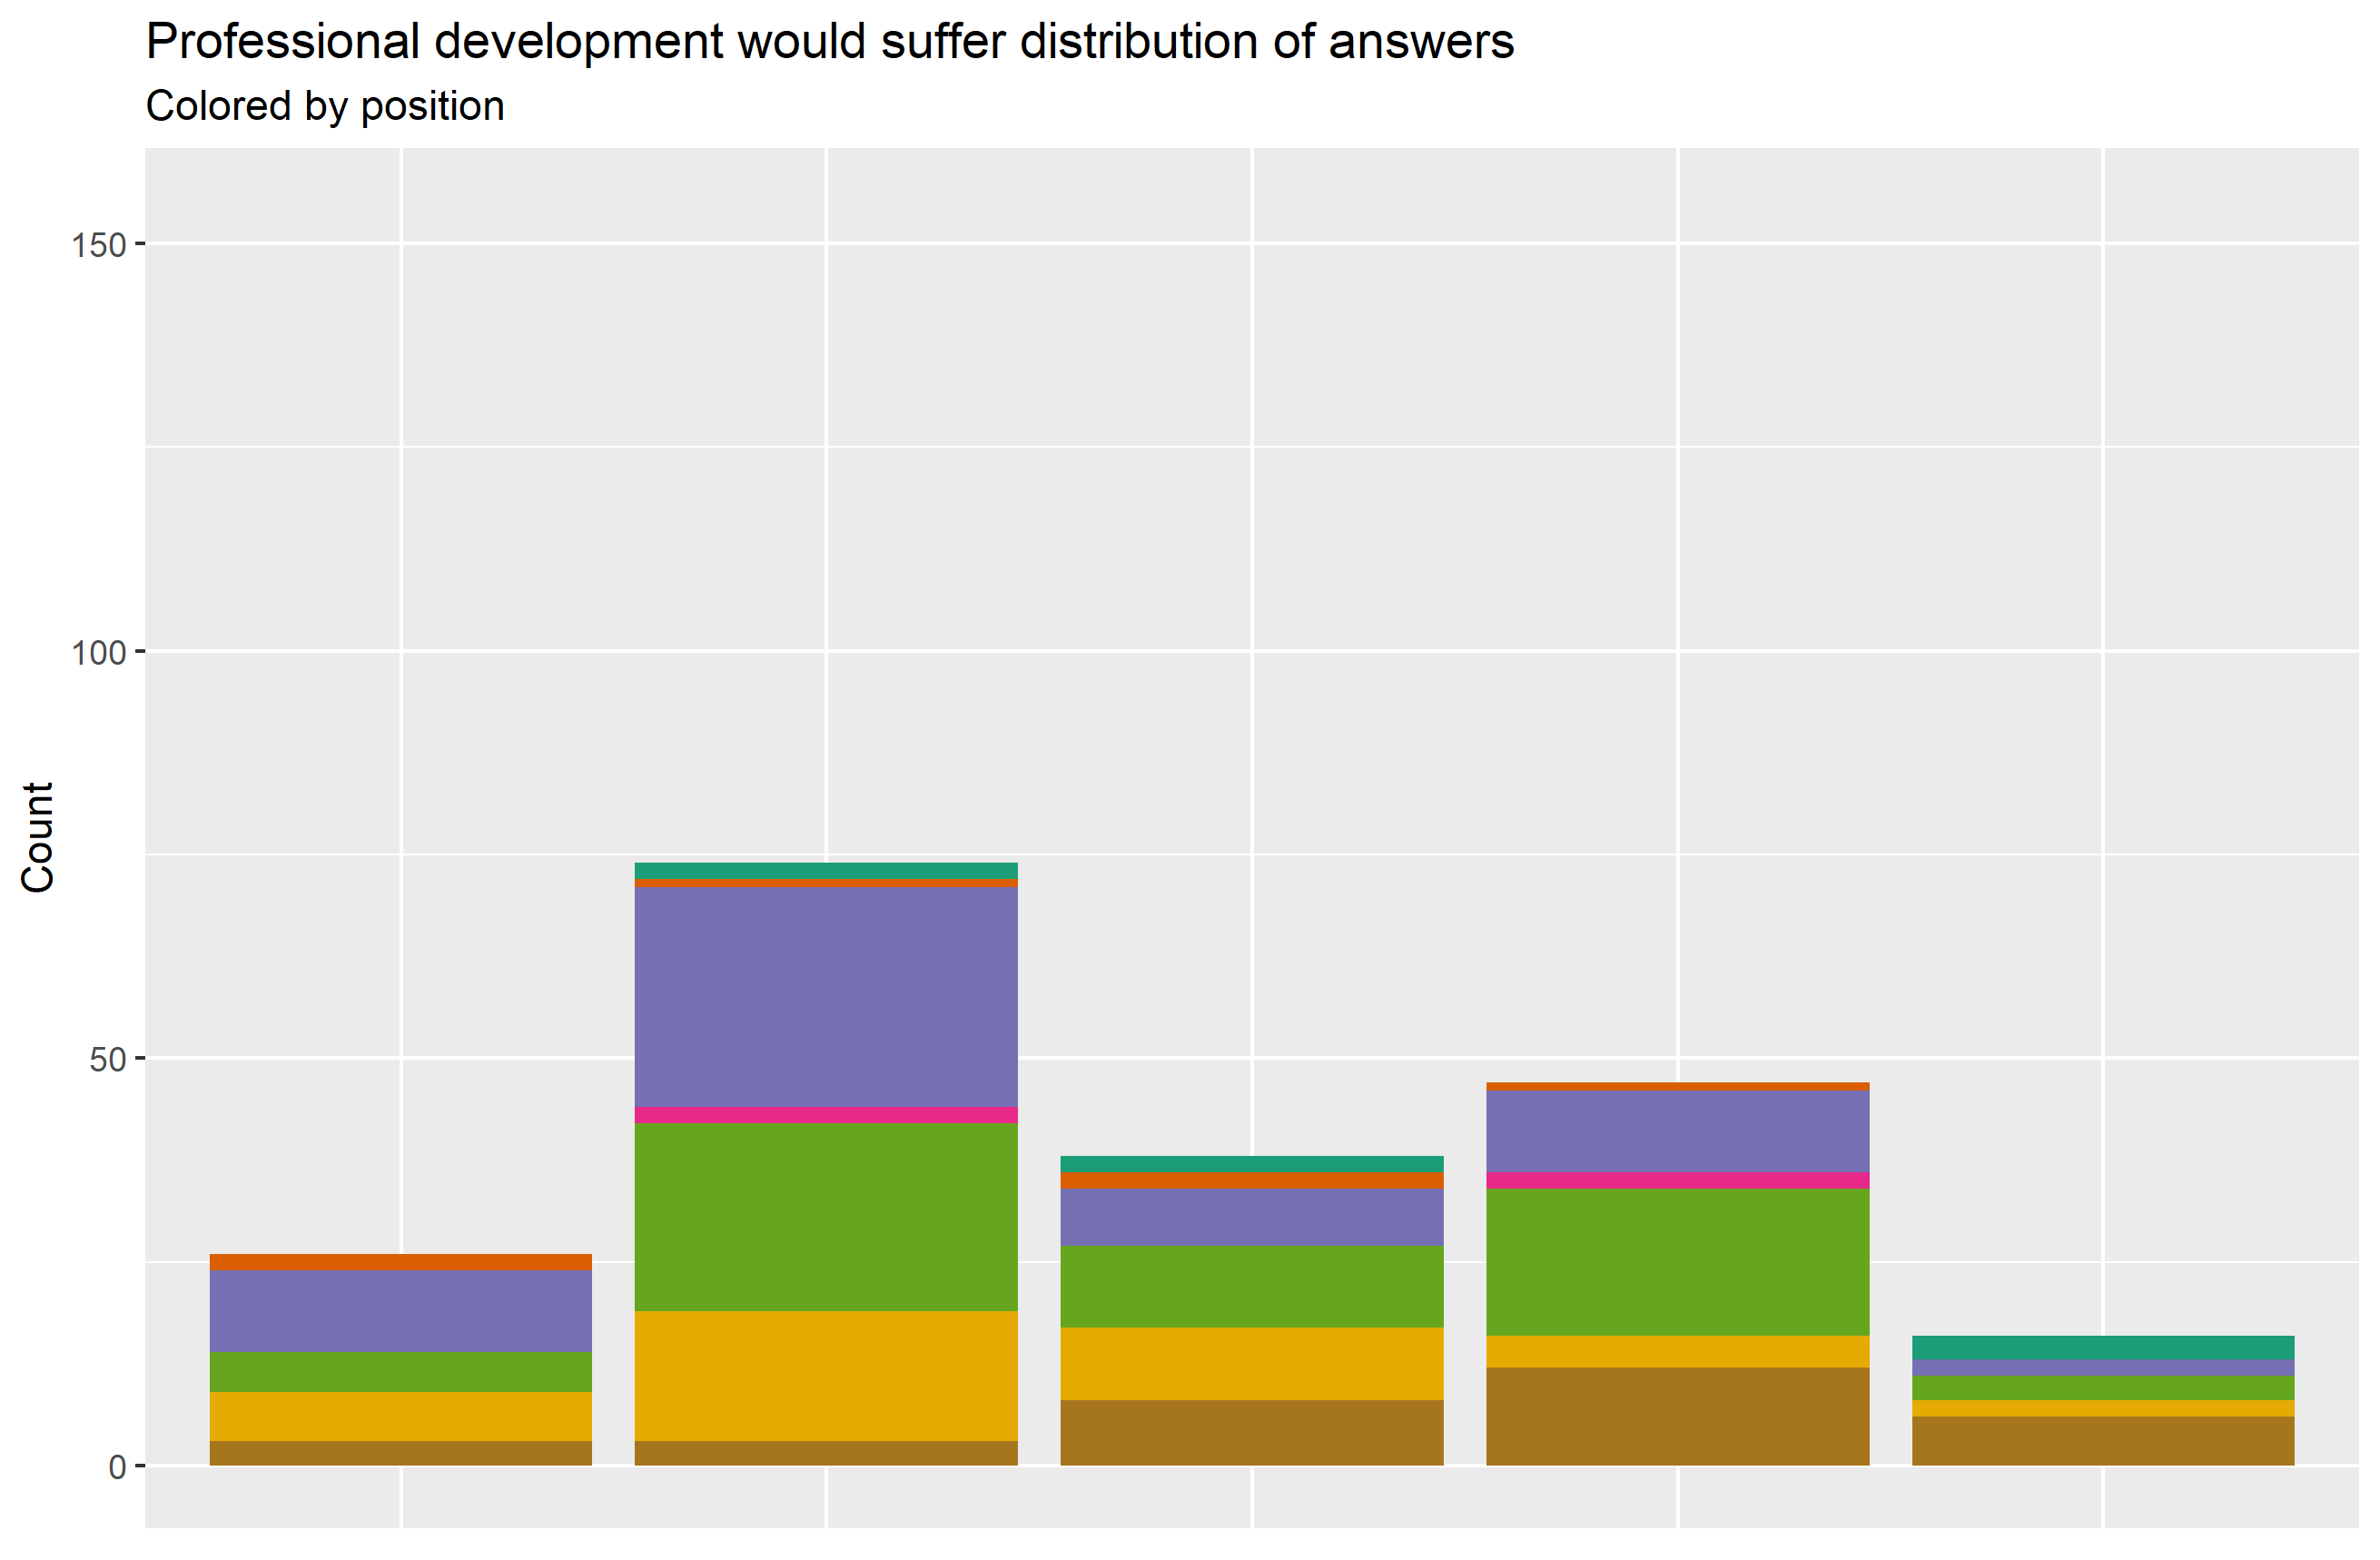 Professional development would suffer distribution of answers
Colored by position
150
100
50
0
Count